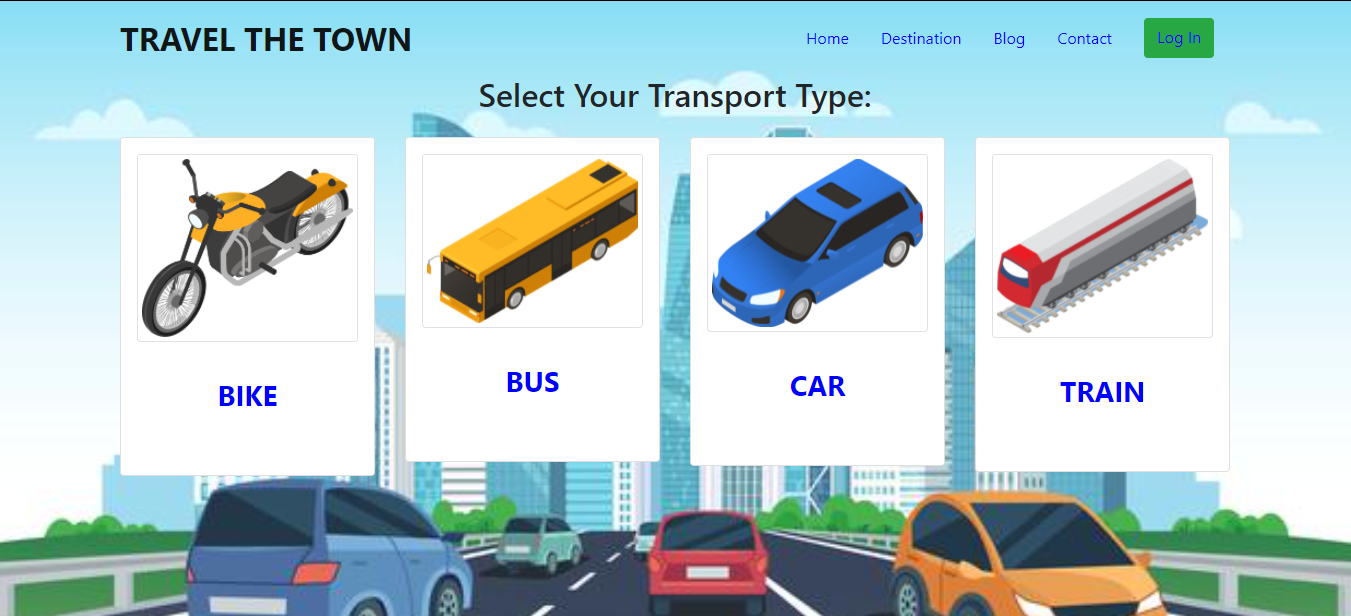 TRAVEL THE TOWN
Home Destination Blog Contact Log In
Select Your Transport Type:
BIKE
BUS
CAR
TRAIN